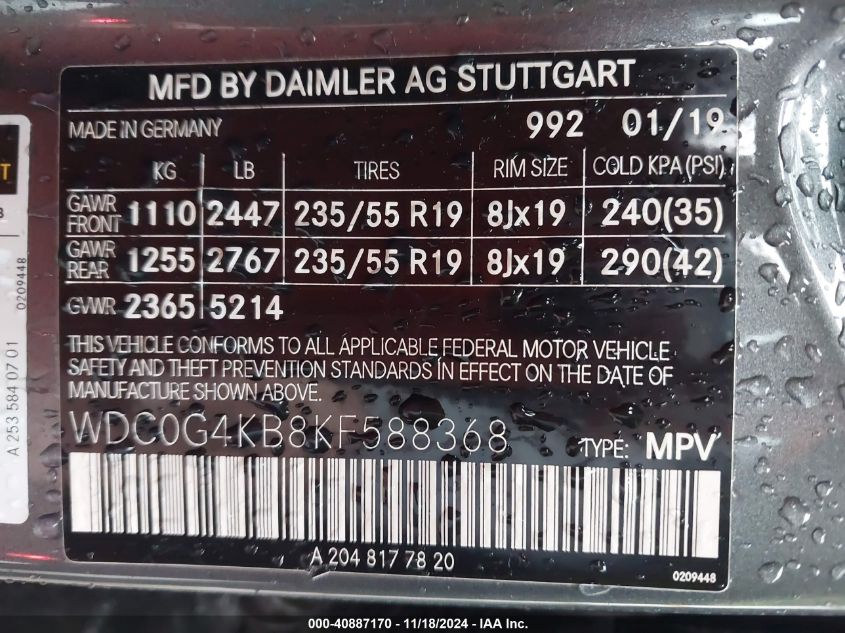 MFD BY DAIMLER AG STUTTGART
MADE IN GERMANY 992 01/19
KG LB TIRES RIM SIZE COLD KPA (PSI)
GAWR FRONT 1110 2447 235/55 R19 8Jx19 240(35)
GAWR REAR 1255 2767 235/55 R19 8Jx19 290(42)
GVWR 2365 5214
THIS VEHICLE CONFORMS TO ALL APPLICABLE FEDERAL MOTOR VEHICLE
SAFETY AND THEFT PREVENTION STANDARDS IN EFFECT ON THE DATE OF
MANUFACTURE SHOWN ABOVE.
WDC0G4KB8KF588368 TYPE: MPV
A 204 817 78 20
0209448
A 253 584 07 01
0209448
000-40887170 - 11/18/2024 - IAA Inc.